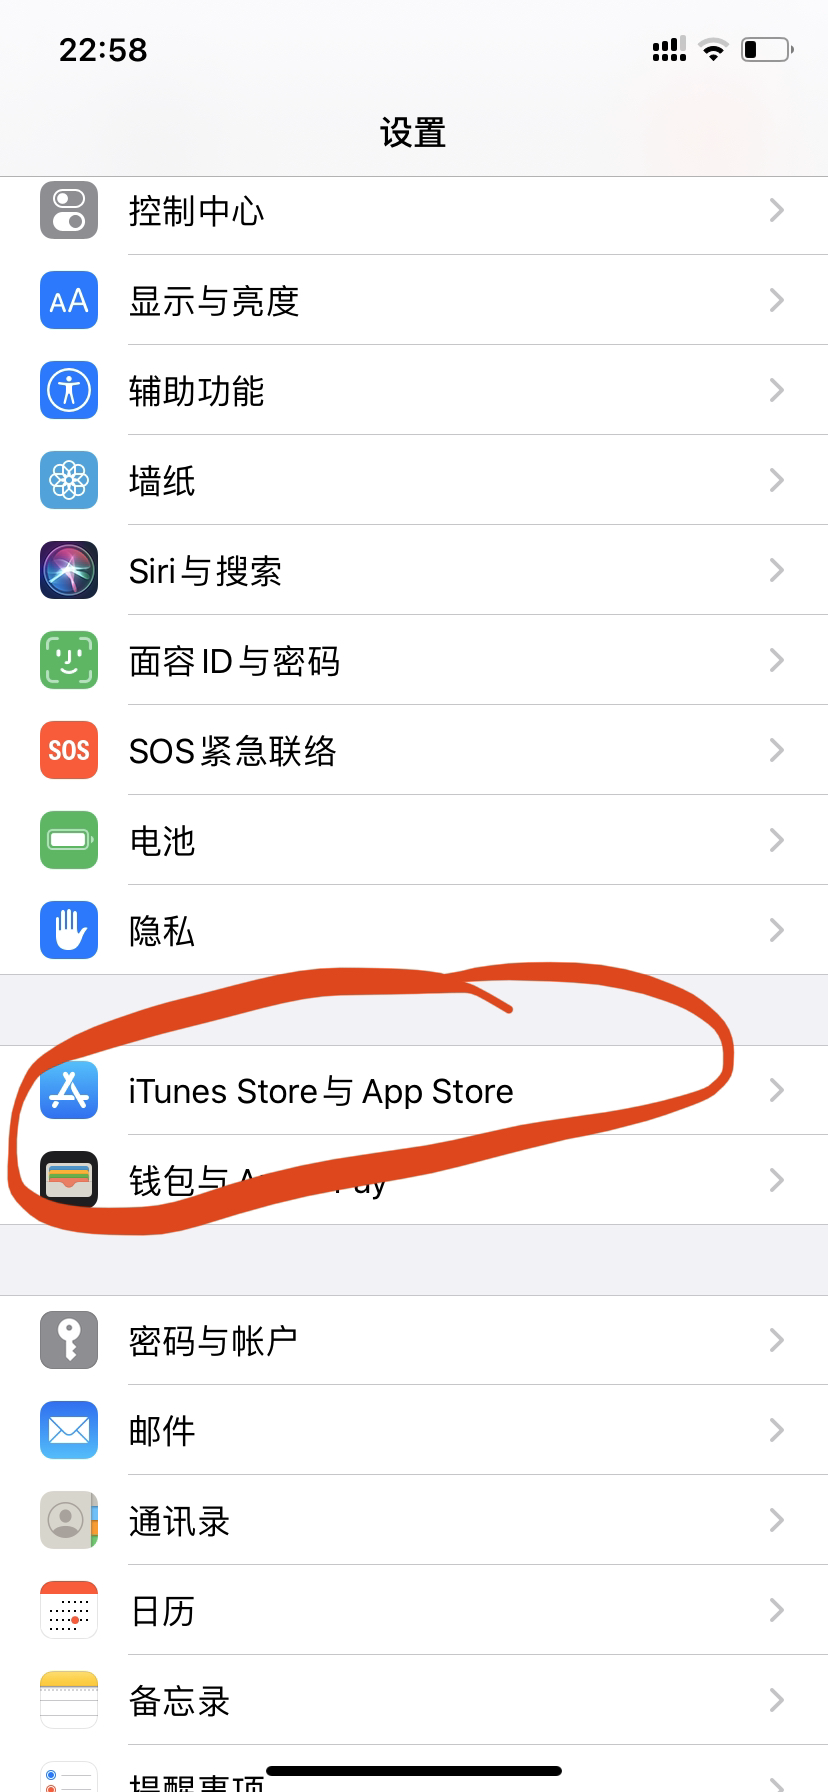 22:58
设置
控制中心
AA
显示与亮度
辅助功能
墙纸
Siri与搜索
面容ID与密码
SOS
SOS紧急联络
电池
隐私
iTunes Store与App Store
钱包与 Pay
密码与帐户
邮件
通讯录
日历
备忘录
提醒事项